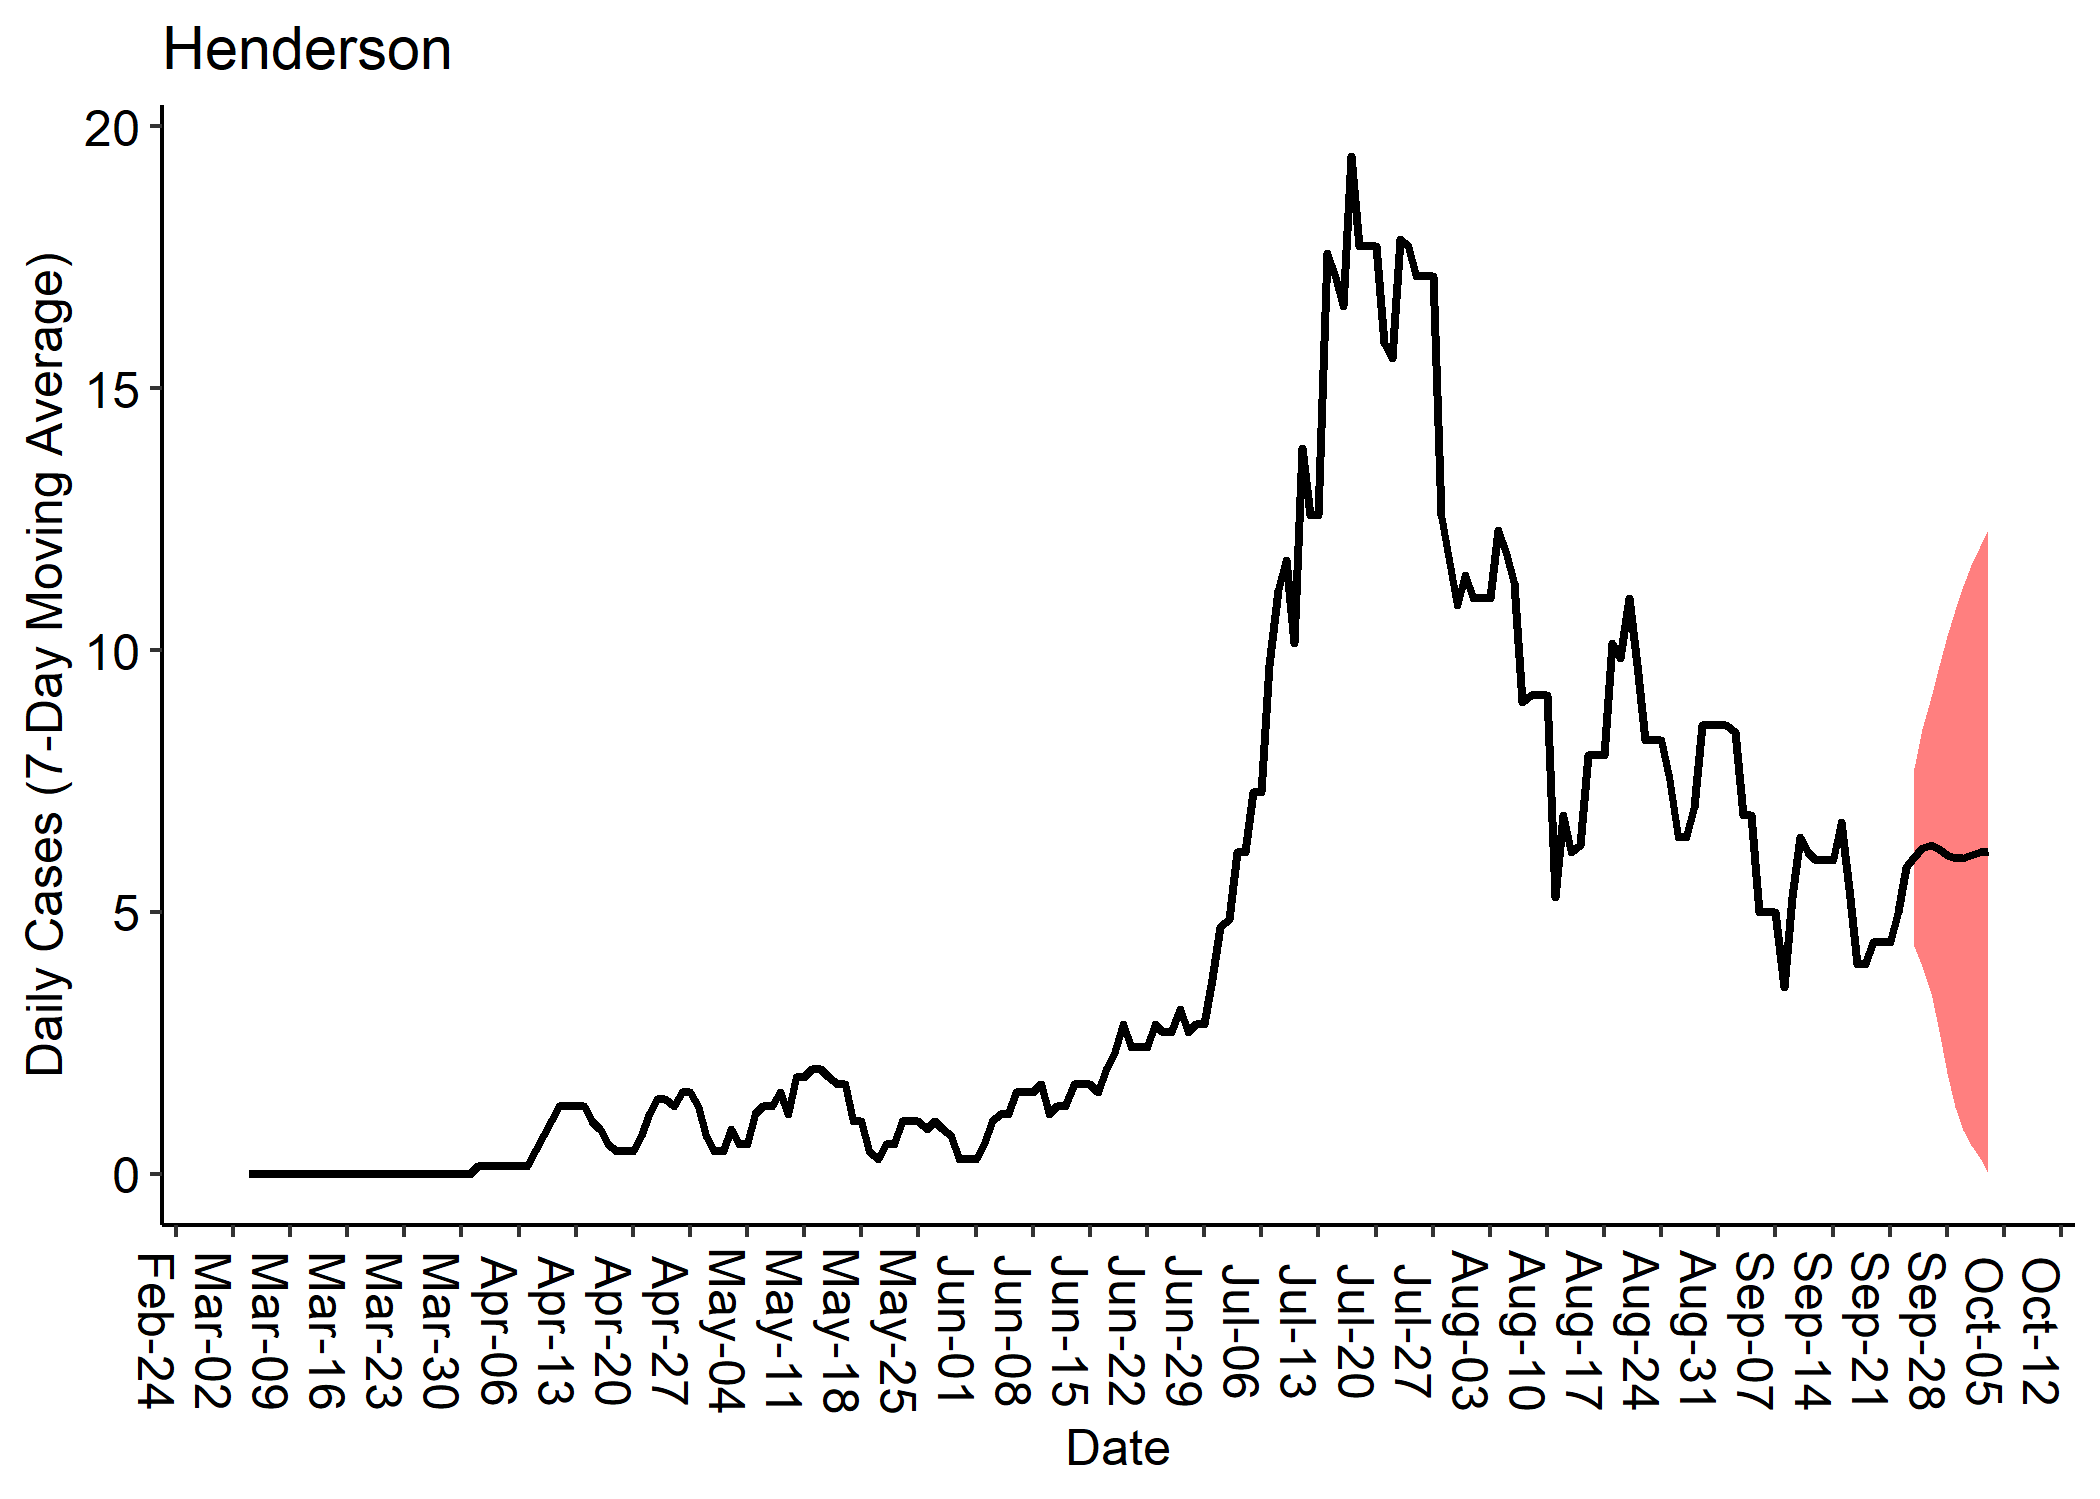 Henderson
Daily Cases (7-Day Moving Average)
20
15
10
5
0
Feb-24
Mar-02
Mar-09
Mar-16
Mar-23
Mar-30
Apr-06
Apr-13
Apr-20
Apr-27
May-04
May-11
May-18
May-25
Jun-01
Jun-08
Jun-15
Jun-22
Jun-29
Jul-06
Jul-13
Jul-20
Jul-27
Aug-03
Aug-10
Aug-17
Aug-24
Aug-31
Sep-07
Sep-14
Sep-21
Sep-28
Oct-05
Oct-12
Date